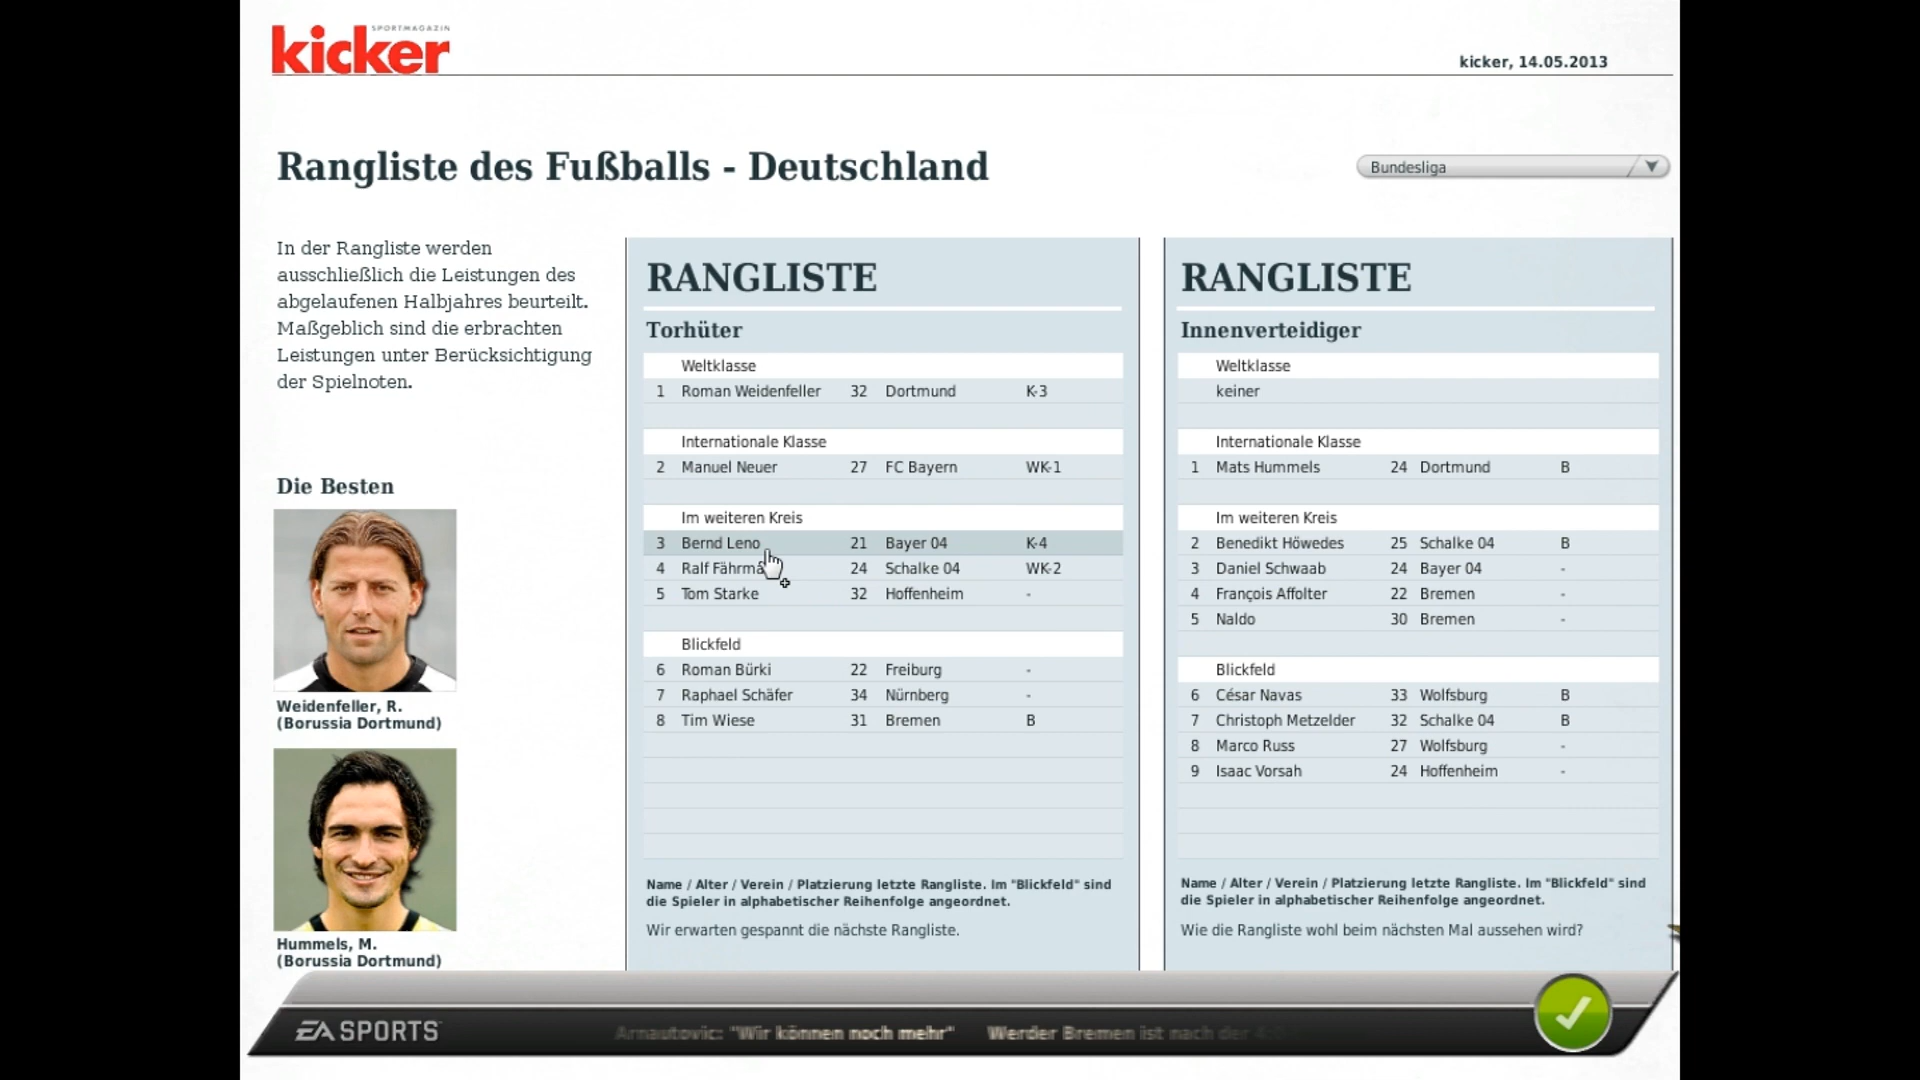 SPORTMAGAZIN
kicker
kicker, 14.05.2013
Rangliste des Fußballs - Deutschland
Bundesliga
In der Rangliste werden
ausschließlich die Leistungen des
abgelaufenen Halbjahres beurteilt.
Maßgeblich sind die erbrachten
Leistungen unter Berücksichtigung
der Spielnoten.
Die Besten
Weidenfeller, R.
(Borussia Dortmund)
Hummels, M.
(Borussia Dortmund)
RANGLISTE
Torhüter
Weltklasse
1 Roman Weidenfeller 32 Dortmund K-3
Internationale Klasse
2 Manuel Neuer 27 FC Bayern WK-1
Im weiteren Kreis
3 Bernd Leno 21 Bayer 04 K-4
4 Ralf 24 Schalke 04 WK-2
5 Tom Starke 32 Hoffenheim -
Blickfeld
6 Roman Bürki 22 Freiburg -
7 Raphael Schäfer 34 Nürnberg -
8 Tim Wiese 31 Bremen B
Name / Alter / Verein / Platzierung letzte Rangliste. Im "Blickfeld" sind
die Spieler in alphabetischer Reihenfolge angeordnet.
Wir erwarten gespannt die nächste Rangliste.
RANGLISTE
Innenverteidiger
Weltklasse
keiner
Internationale Klasse
1 Mats Hummels 24 Dortmund B
Im weiteren Kreis
2 Benedikt Höwedes 25 Schalke 04 B
3 Daniel Schwaab 24 Bayer 04 -
4 François Affolter 22 Bremen -
5 Naldo 30 Bremen -
Blickfeld
6 César Navas 33 Wolfsburg B
7 Christoph Metzelder 32 Schalke 04 B
8 Marco Russ 27 Wolfsburg -
9 Isaac Vorsah 24 Hoffenheim -
Name / Alter / Verein / Platzierung letzte Rangliste. Im "Blickfeld" sind
die Spieler in alphabetischer Reihenfolge angeordnet.
Wie die Rangliste wohl beim nächsten Mal aussehen wird?
EA SPORTS
Arnautovic: "Wir können noch mehr" Werder Bremen ist nach der